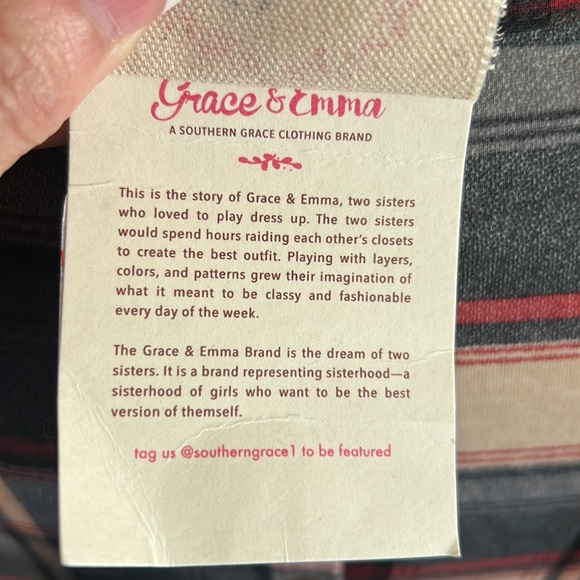 Grace & Emma
A SOUTHERN GRACE CLOTHING BRAND
This is the story of Grace & Emma, two sisters
who loved to play dress up. The two sisters
would spend hours raiding each other's closets
to create the best outfit. Playing with layers,
colors, and patterns grew their imagination of
what it meant to be classy and fashionable
every day of the week.
The Grace & Emma Brand is the dream of two
sisters. It is a brand representing sisterhood—a
sisterhood of girls who want to be the best
version of themself.
tag us @southerngrace1 to be featured